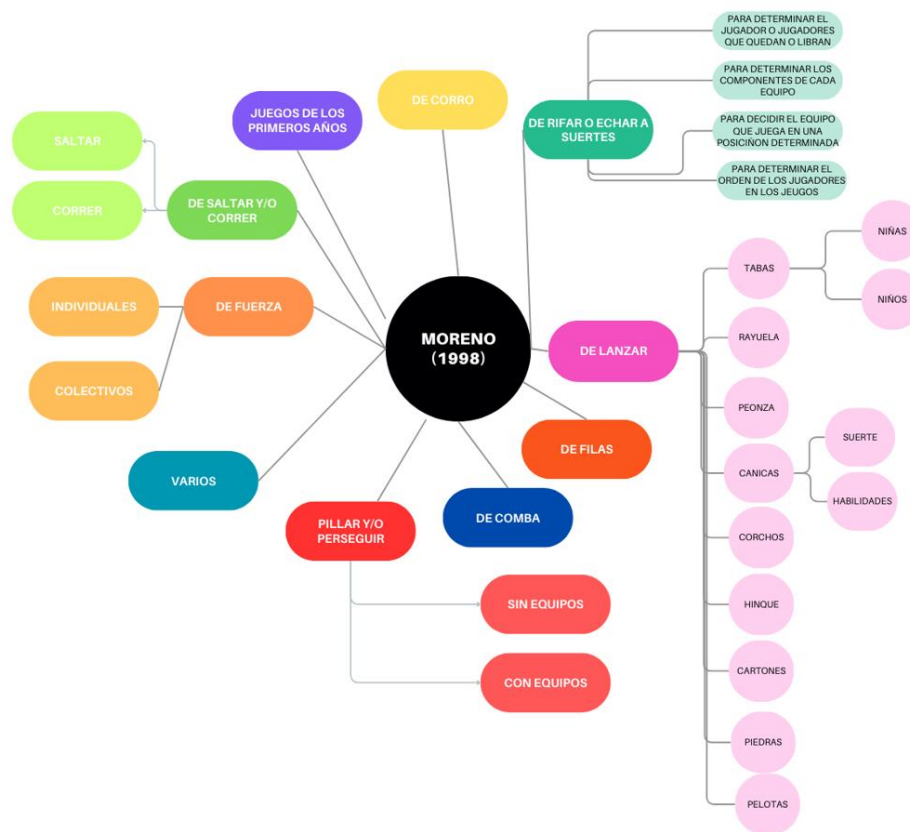 PARA DETERMINAR EL
JUGADOR O JUGADORES
QUE QUEDAN O LIBRAN
PARA DETERMINAR LOS
COMPONENTES DE CADA
EQUIPO
PARA DECIDIR EL EQUIPO
QUE JUEGA EN UNA
POSICIÑON DETERMINADA
PARA DETERMINAR EL
ORDEN DE LOS JUGADORES
EN LOS JEUGOS
DE CORRO
JUEGOS DE LOS
PRIMEROS AÑOS
DE RIFAR O ECHAR A
SUERTES
SALTAR
CORRER
DE SALTAR Y/O
CORRER
INDIVIDUALES
DE FUERZA
COLECTIVOS
MORENO
(1998)
DE LANZAR
TABAS
NIÑAS
NIÑOS
RAYUELA
PEONZA
CANICAS
SUERTE
HABILIDADES
CORCHOS
HINQUE
CARTONES
PIEDRAS
PELOTAS
DE FILAS
VARIOS
DE COMBA
PILLAR Y/O
PERSEGUIR
SIN EQUIPOS
CON EQUIPOS